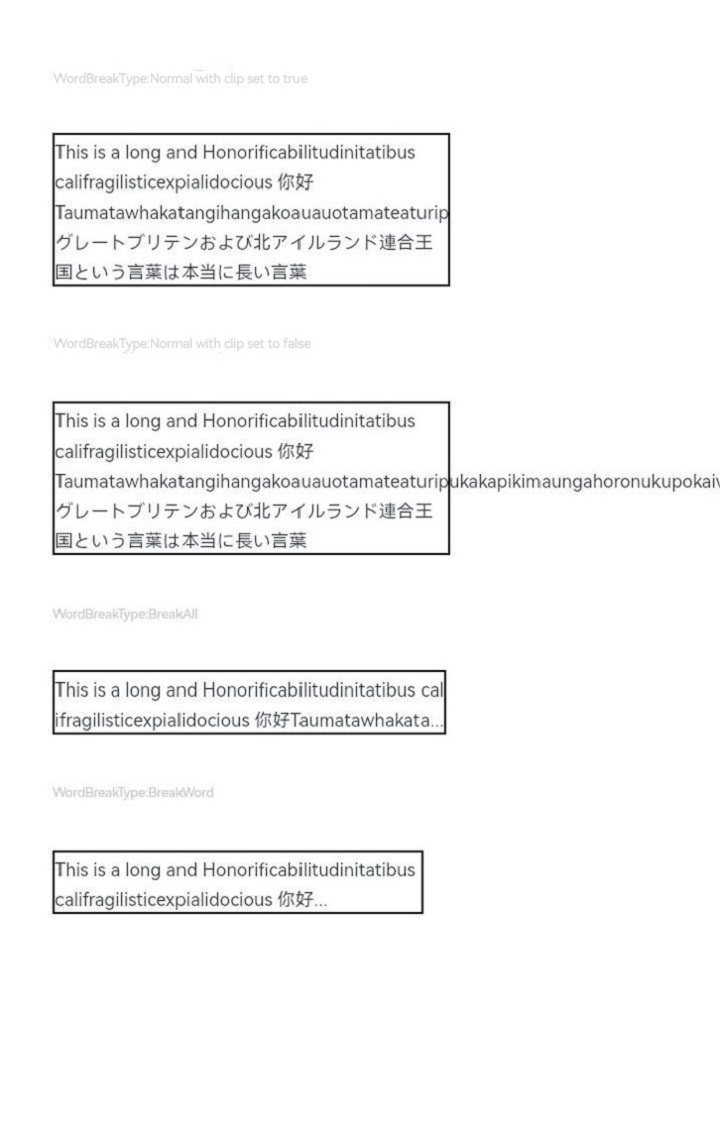 WordBreakType:Normal with clip set to true
This is a long and Honorificabilitudinitatibus
califragilisticexpialidocious 你好
Taumatawhakatangihangakoauauotamateaturip
グレートブリテンおよび北アイルランド連合王
国という言葉は本当に長い言葉
WordBreakType:Normal with clip set to false
This is a long and Honorificabilitudinitatibus
califragilisticexpialidocious 你好
Taumatawhakatangihangakoauauotamateaturipukakapikimaungahoronukupokaiw
グレートブリテンおよび北アイルランド連合王
国という言葉は本当に長い言葉
WordBreakType:BreakAll
This is a long and Honorificabilitudinitatibus cal
ifragilisticexpialidocious 你好Taumatawhakata...
WordBreakType:BreakWord
This is a long and Honorificabilitudinitatibus
califragilisticexpialidocious 你好...